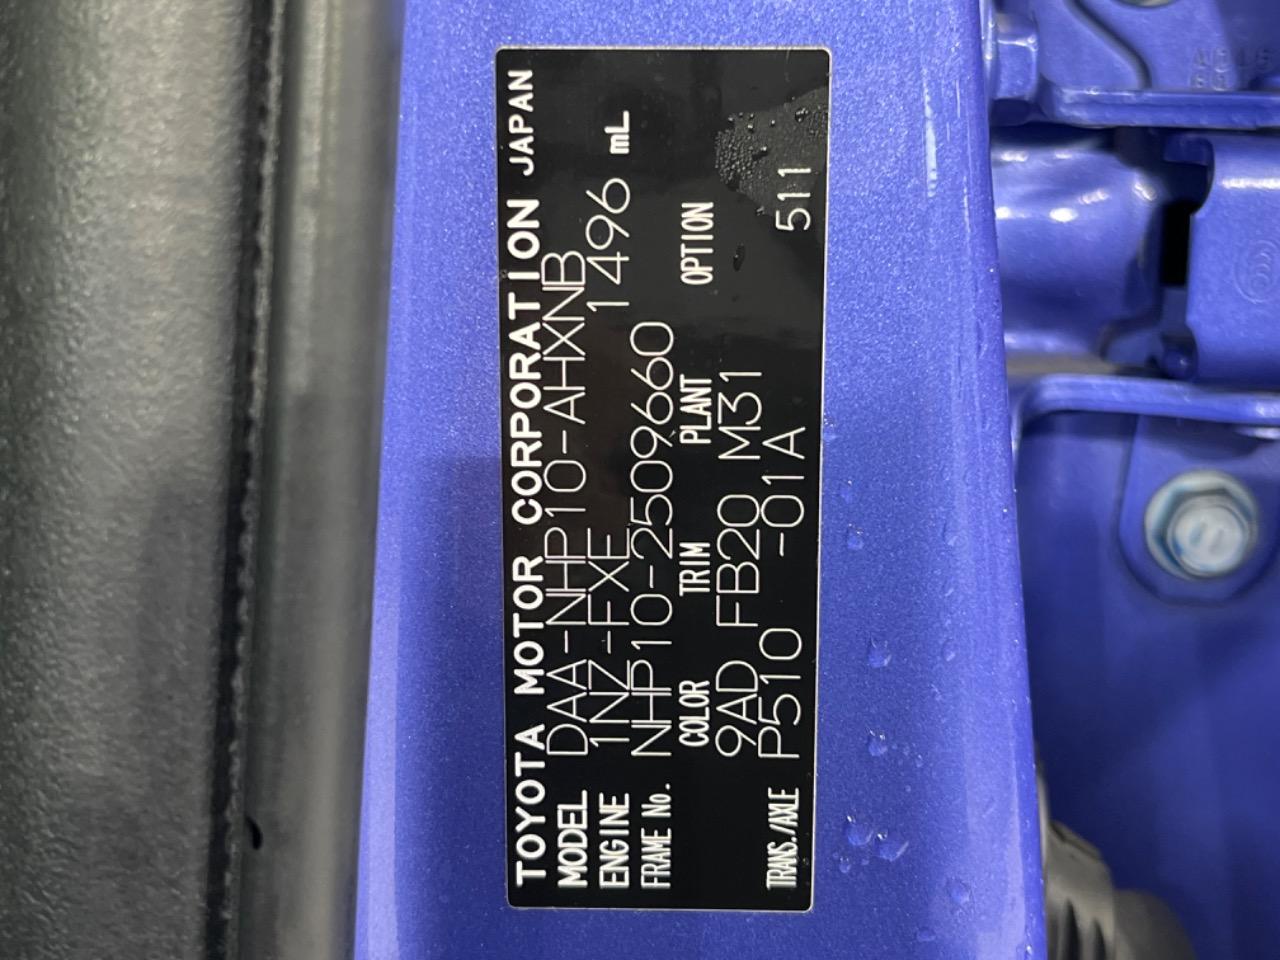 TOYOTA MOTOR CORPORATION JAPAN
MODEL DAA-NHP10-AHXNB
ENGINE 1NZ-FXE 1496 mL
FRAME No. NHP10-2509660
COLOR TRIM PLANT OPTION
9AD FB20 M31
TRANS./AXLE P510 -01A 511